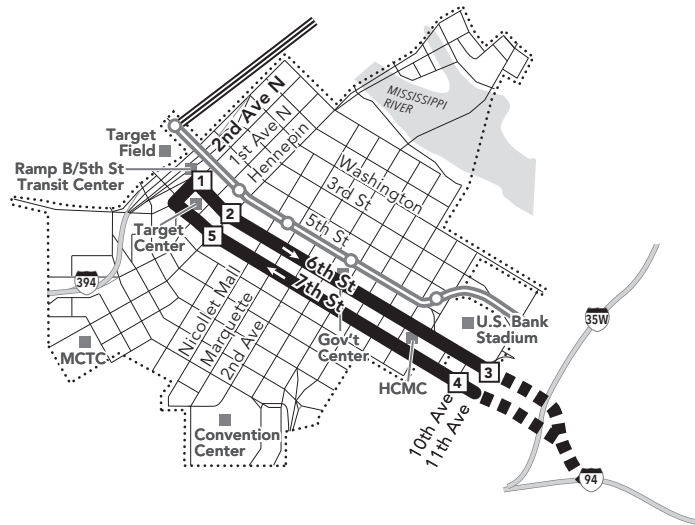 MISSISSIPPI
RIVER
2nd Ave N
1st Ave N
Hennepin
Washington
3rd St
Target
Field
Ramp B/5th St
Transit Center
1
2
5th St
Target
Center
5
6th St
7th St
394
Nicollet Mall
Marquette
2nd Ave
MCTC
Gov't
Center
U.S. Bank
Stadium
35W
HCMC
3
4
10th Ave
11th Ave
Convention
Center
94